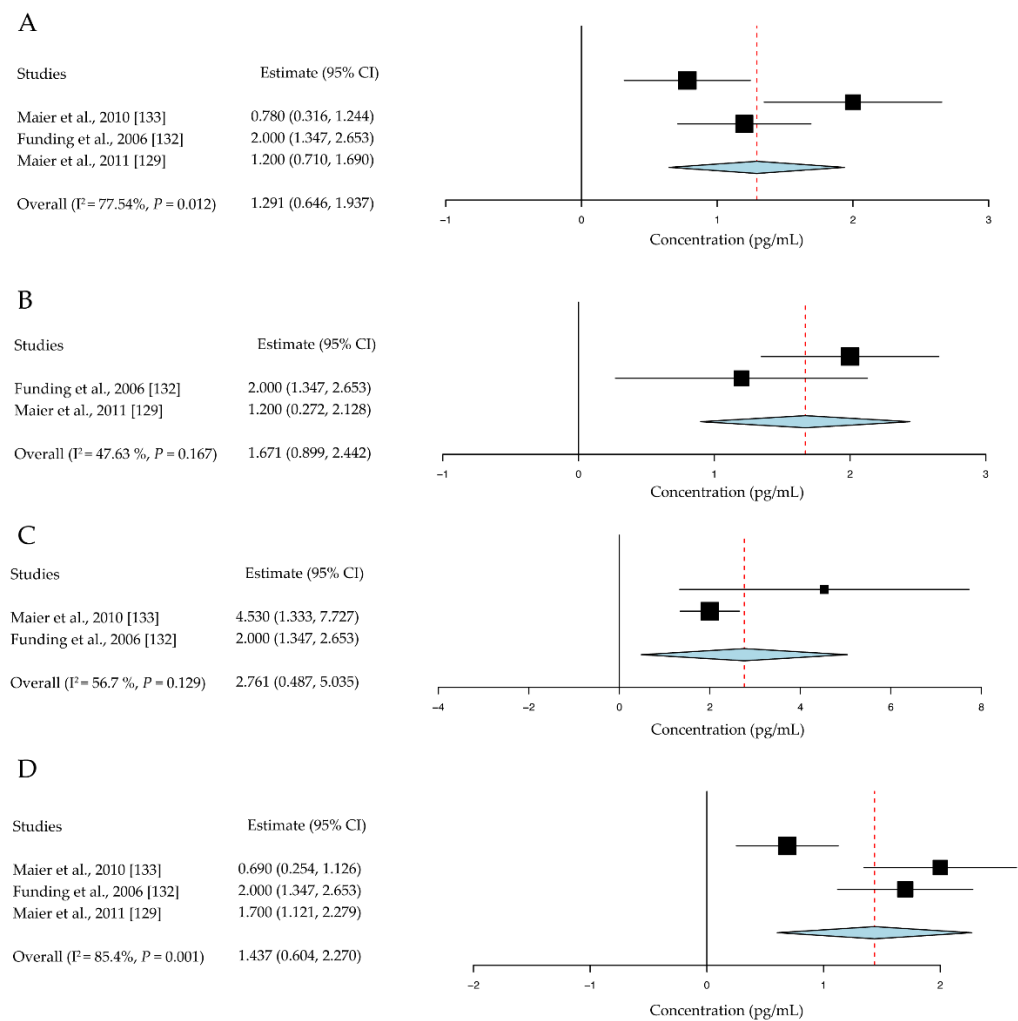 A
Studies Estimate (95% CI)
Maier et al., 2010 [133] 0.780 (0.316, 1.244)
Funding et al., 2006 [132] 2.000 (1.347, 2.653)
Maier et al., 2011 [129] 1.200 (0.710, 1.690)
Overall (I² = 77.54%, P = 0.012) 1.291 (0.646, 1.937)
−1 0 1 2 3
Concentration (pg/mL)
B
Studies Estimate (95% CI)
Funding et al., 2006 [132] 2.000 (1.347, 2.653)
Maier et al., 2011 [129] 1.200 (0.272, 2.128)
Overall (I² = 47.63 %, P = 0.167) 1.671 (0.899, 2.442)
−1 0 1 2 3
Concentration (pg/mL)
C
Studies Estimate (95% CI)
Maier et al., 2010 [133] 4.530 (1.333, 7.727)
Funding et al., 2006 [132] 2.000 (1.347, 2.653)
Overall (I² = 56.7 %, P = 0.129) 2.761 (0.487, 5.035)
−4 −2 0 2 4 6 8
Concentration (pg/mL)
D
Studies Estimate (95% CI)
Maier et al., 2010 [133] 0.690 (0.254, 1.126)
Funding et al., 2006 [132] 2.000 (1.347, 2.653)
Maier et al., 2011 [129] 1.700 (1.121, 2.279)
Overall (I² = 85.4%, P = 0.001) 1.437 (0.604, 2.270)
−2 −1 0 1 2
Concentration (pg/mL)